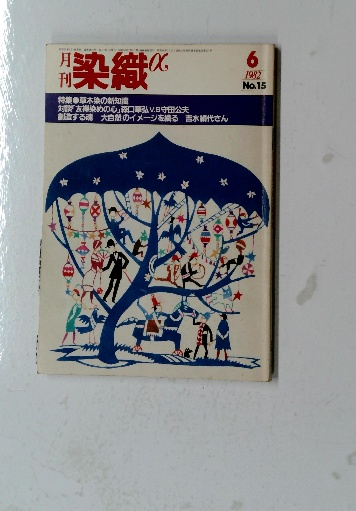 月刊 染織α
6
1982
No.15
特集●草木染の新知識
対談「友禅染めの心」森口華弘V.S守田公夫
創造する魂 大自然のイメージを織る 吉水絹代さん